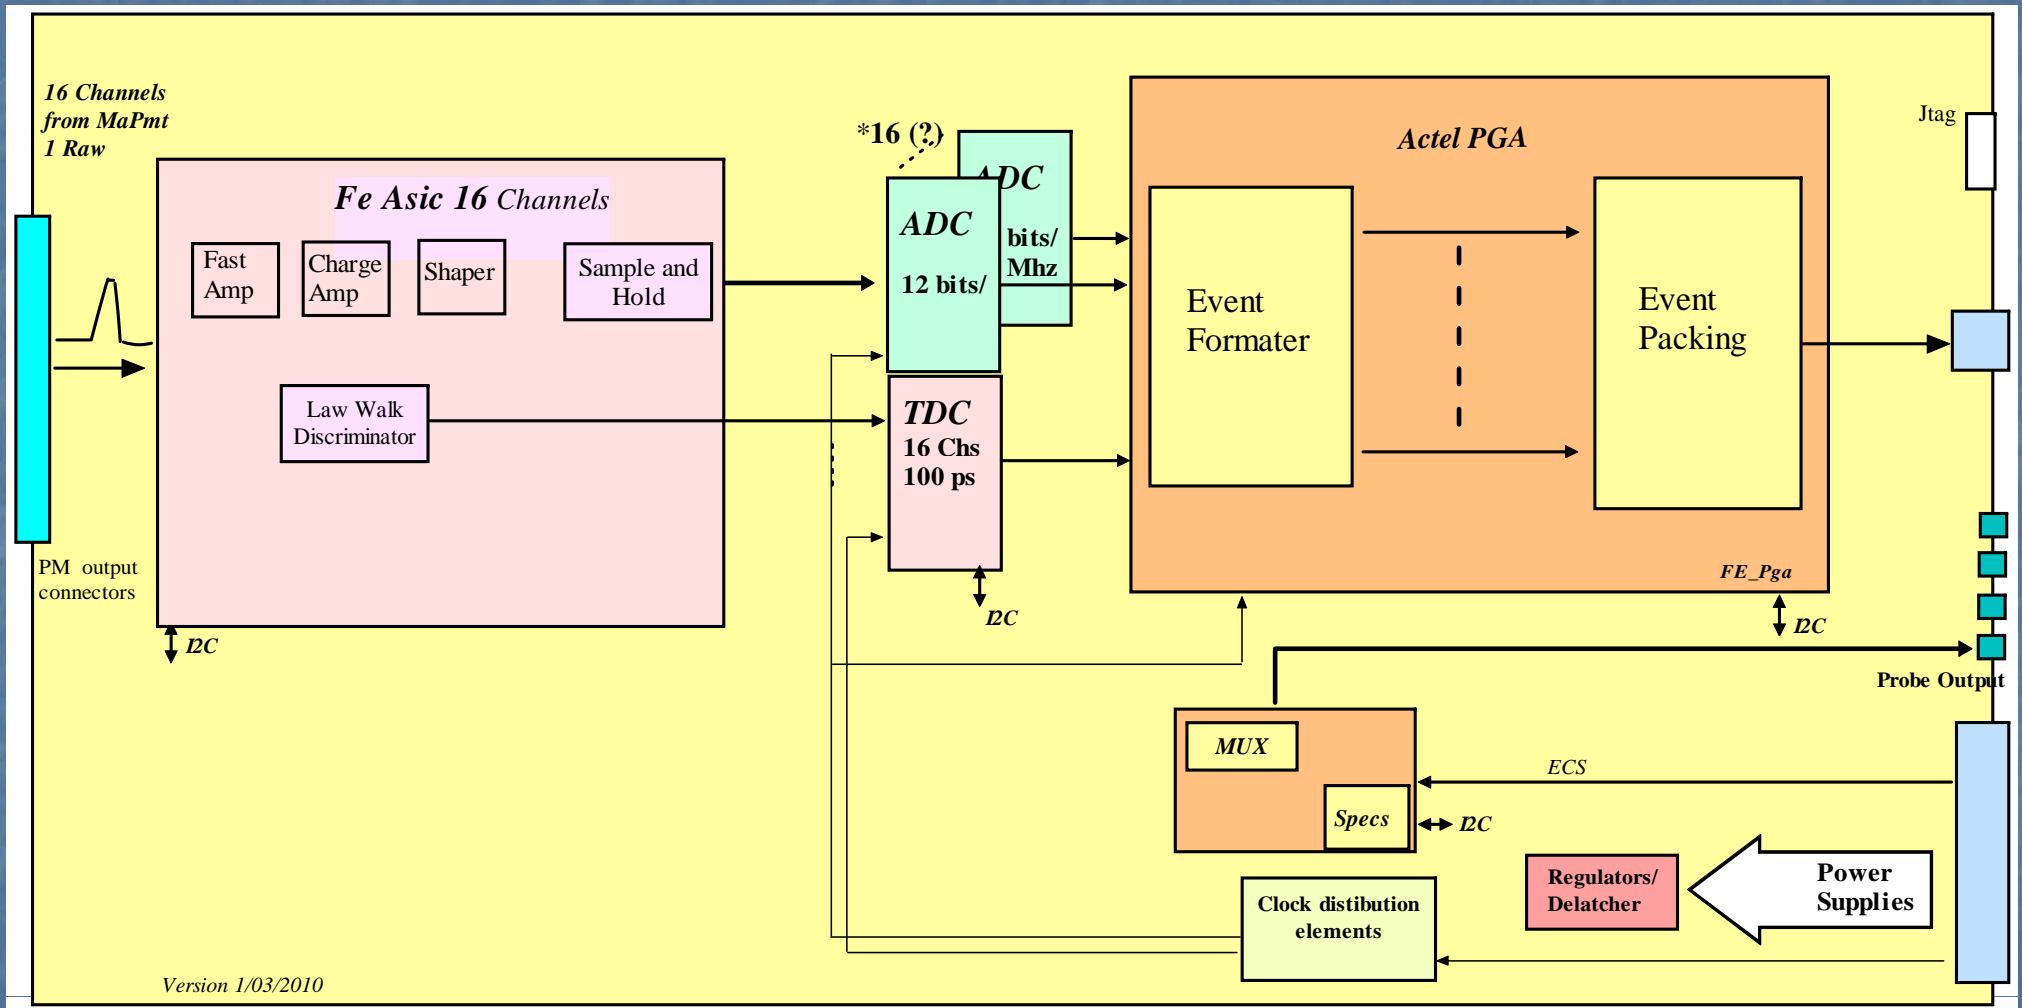 16 Channels
from MaPmt
1 Raw
Fe Asic 16 Channels
Fast
Amp
Charge
Amp
Shaper
Sample and
Hold
Law Walk
Discriminator
PM output
connectors
I2C
*16 (?)
ADC
bits/
Mhz
ADC
12 bits/
TDC
16 Chs
100 ps
I2C
Actel PGA
Event
Formater
Event
Packing
FE_Pga
I2C
Jtag
Probe Output
MUX
Specs
ECS
I2C
Regulators/
Delatcher
Power
Supplies
Clock distibution
elements
Version 1/03/2010